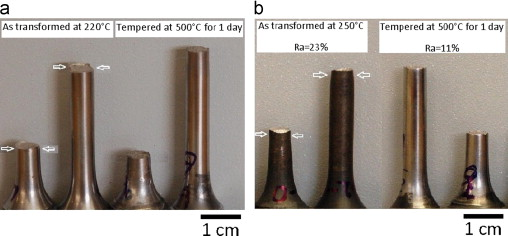 a
As transformed at 220°C
Tempered at 500°C for 1 day
1 cm
b
As transformed at 250°C
Ra=23%
Tempered at 500°C for 1 day
Ra=11%
1 cm